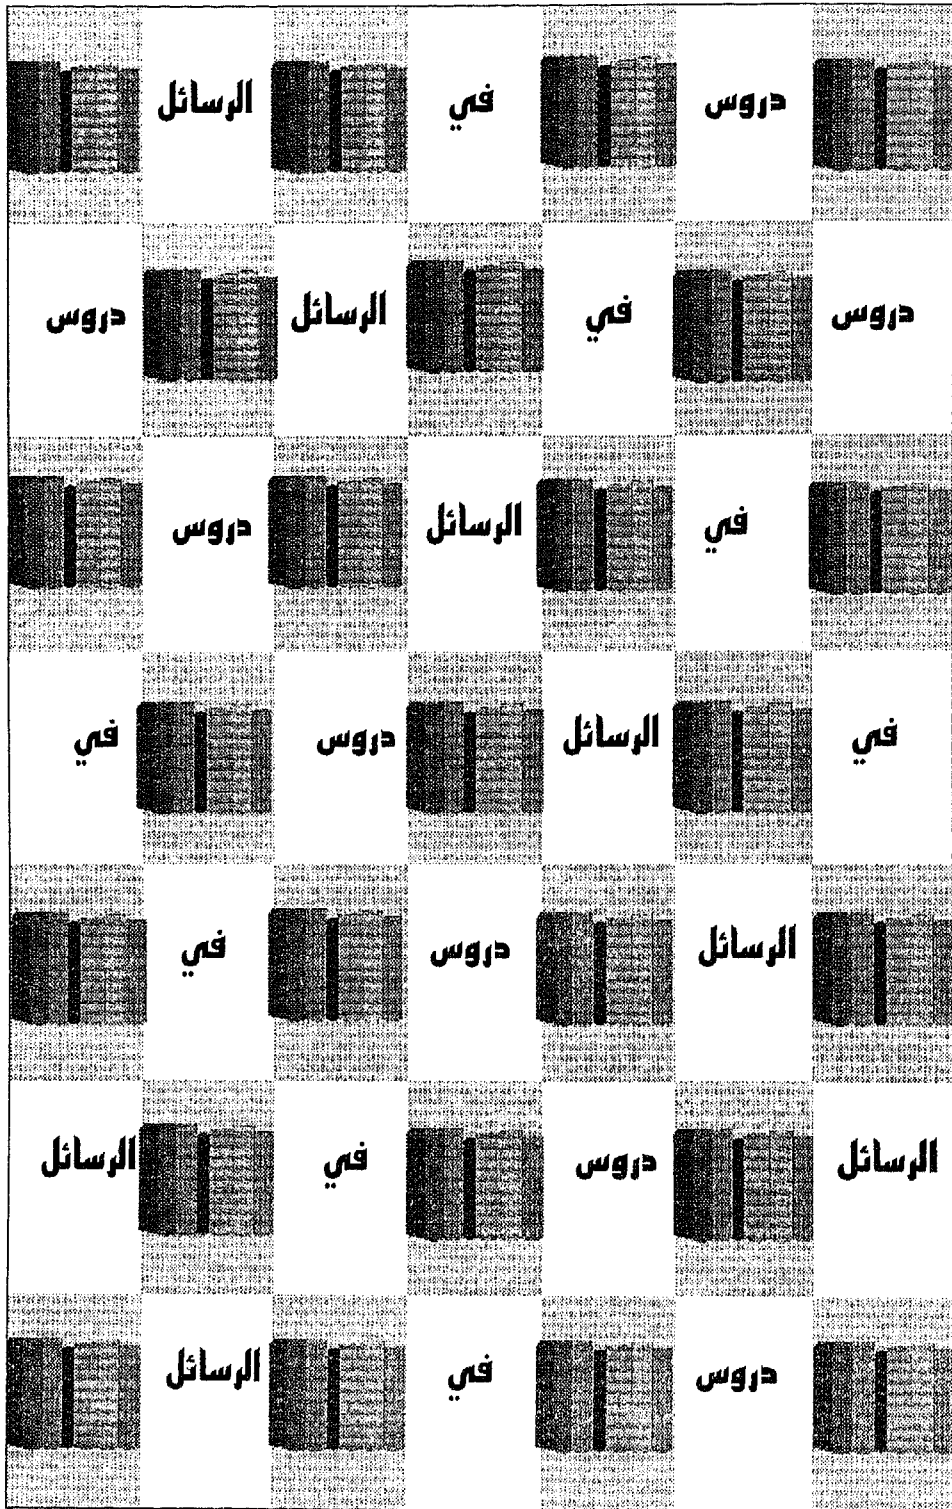 دروس في الرسائل
دروس في الرسائل دروس
في الرسائل دروس
في الرسائل دروس في
الرسائل دروس في
الرسائل دروس في الرسائل
دروس في الرسائل